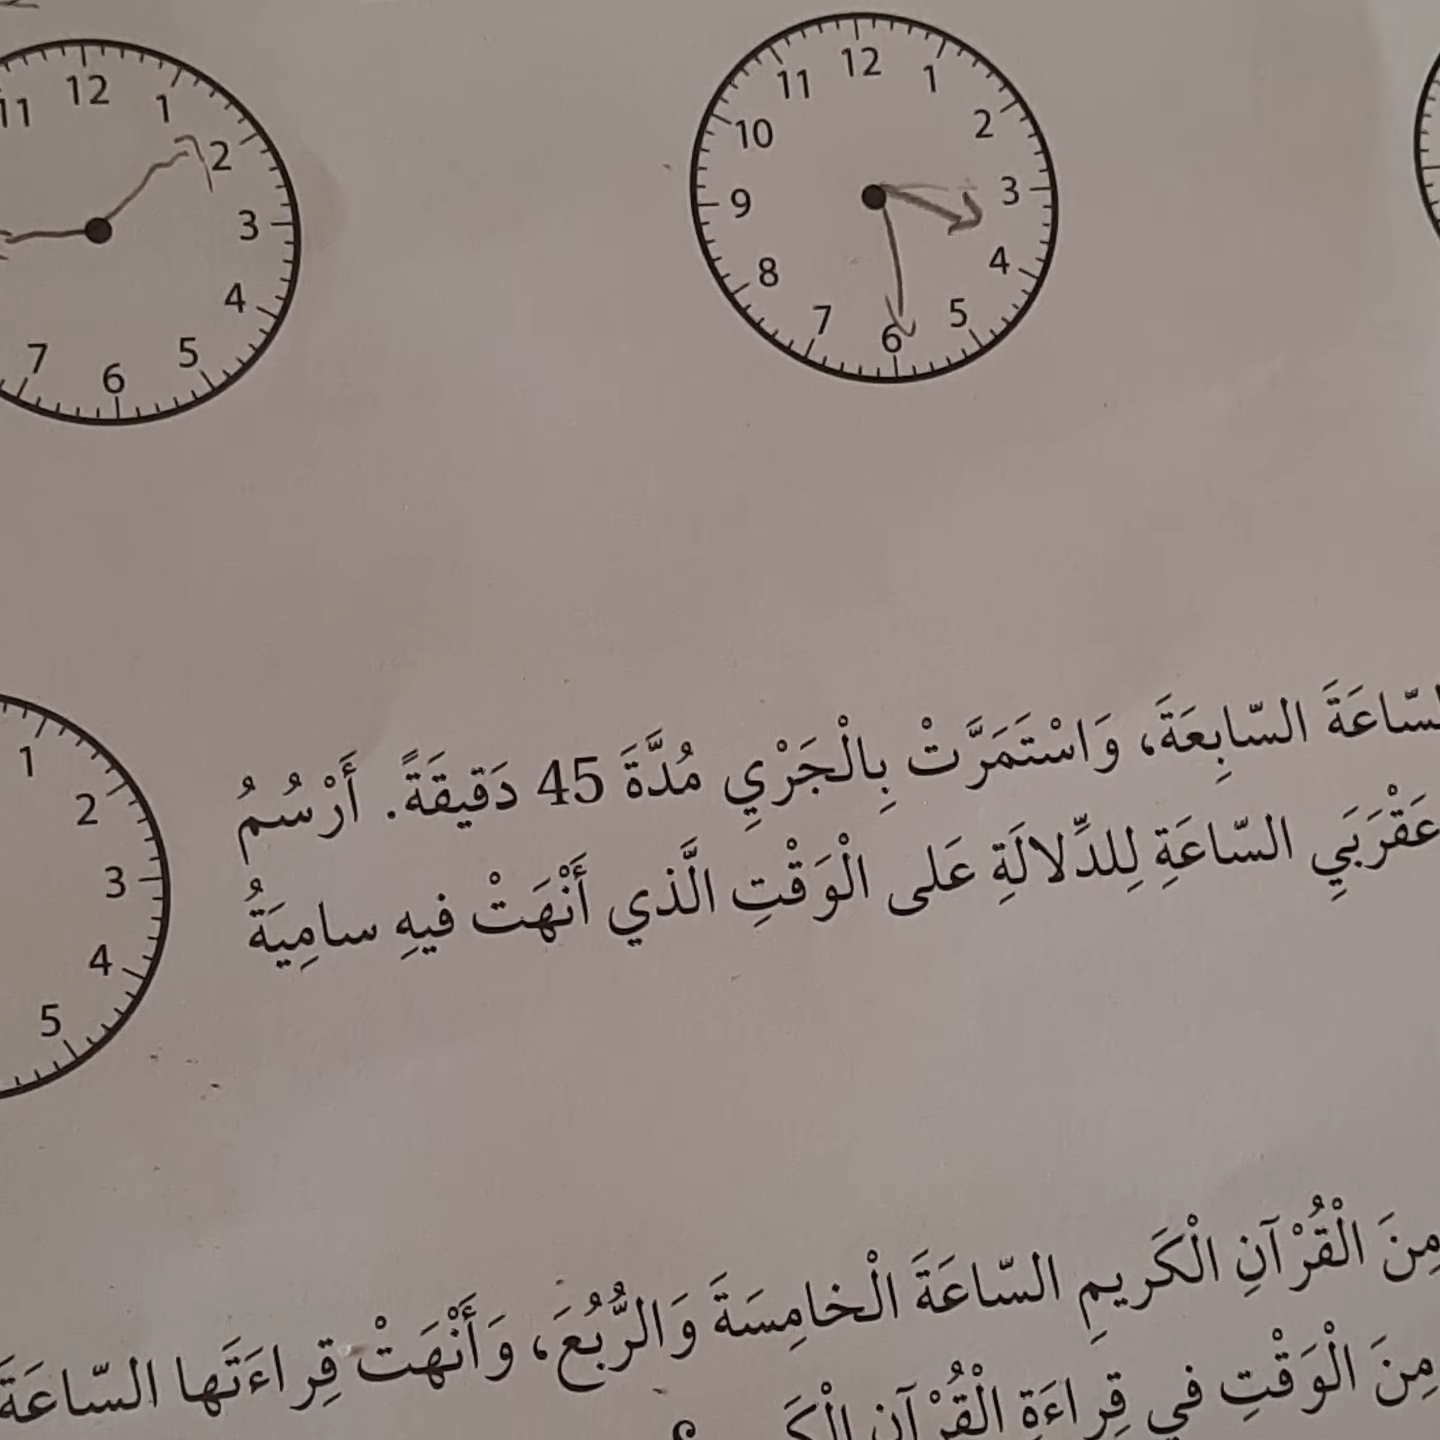 11 12 1 2 3 4 5 6 7
12 1 2 3 4 5 6 7 8 9 10 11
السّاعَةَ السّابِعَةَ، وَاسْتَمَرَّتْ بِالْجَرْيِ مُدَّةَ 45 دَقيقَةً. أَرْسُمُ
عَقْرَبَيِ السّاعَةِ لِلدِّلالَةِ عَلى الْوَقْتِ الَّذي أَنْهَتْ فيهِ سامِيَةُ
1 2 3 4 5
مِنَ الْقُرْآنِ الْكَريمِ السّاعَةَ الْخامِسَةَ وَالرُّبُعَ، وَأَنْهَتْ قِراءَتَها السّاعَةَ
مِنَ الْوَقْتِ في قِراءَةِ الْقُرْآنِ